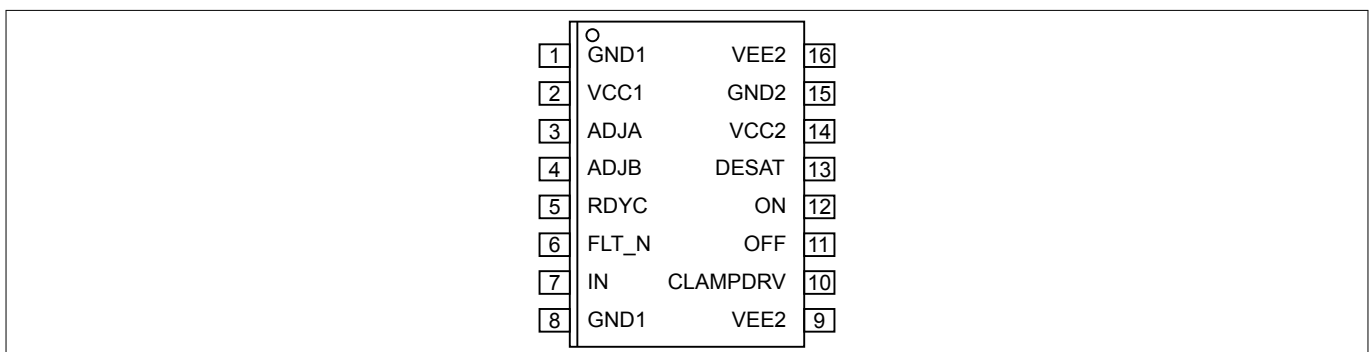 1 GND1 VEE2 16
2 VCC1 GND2 15
3 ADJA VCC2 14
4 ADJB DESAT 13
5 RDYC ON 12
6 FLT_N OFF 11
7 IN CLAMPDRV 10
8 GND1 VEE2 9